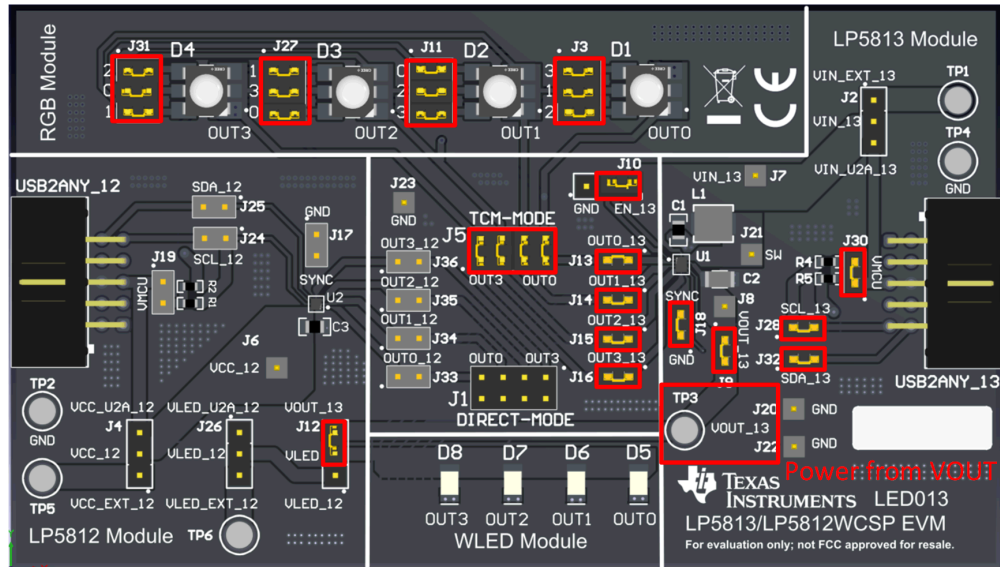 RGB Module
J31 D4
2
0
1
OUT3
J27 D3
1
3
0
OUT2
J11 D2
0
2
3
OUT1
J3 D1
3
1
2
OUT0
CE
LP5813 Module
VIN_EXT_13
J2
VIN_13
VIN_U2A_13
TP1
TP4
GND
USB2ANY_12
SDA_12
J25
J24
SCL_12
J19
VMCU
R2
R1
GND
J17
SYNC
U2
C3
J6
VCC_12
TP2
GND
TP5
VCC_U2A_12
J4
VCC_12
VCC_EXT_12
VLED_U2A_12
J26
VLED_12
VLED_EXT_12
VOUT_13
J12
VLED
VLED_12
LP5812 Module
TP6
J23
GND
J10
GND EN_13
TCM-MODE
J5
OUT3 OUT0
OUT3_12
J36
OUT2_12
J35
OUT1_12
J34
OUT0_12
J33
OUT0_13
J13
OUT1_13
J14
OUT2_13
J15
OUT3_13
J16
OUT0 OUT3
J1
DIRECT-MODE
D8 D7 D6 D5
OUT3 OUT2 OUT1 OUT0
WLED Module
VIN_13
J7
L1
C1
J21
SW
U1
C2
SYNC
J18
GND
J8
VOUT_13
J9
R4
R5
J30
VMCU
SCL_13
J28
J32
SDA_13
USB2ANY_13
TP3
VOUT_13
J20 GND
J22 GND
Power from VOUT
TEXAS
INSTRUMENTS
LED013
LP5813/LP5812WCSP EVM
For evaluation only; not FCC approved for resale.